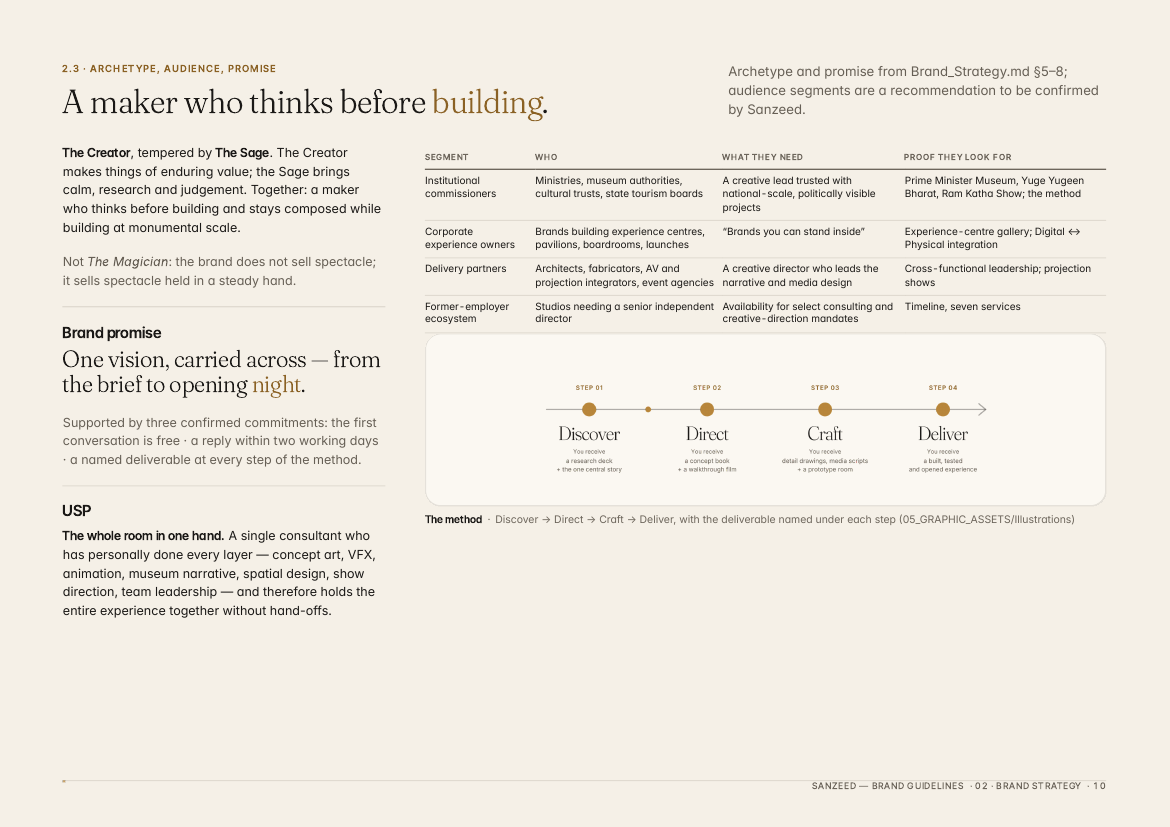 2.3 · ARCHETYPE, AUDIENCE, PROMISE
A maker who thinks before building.
Archetype and promise from Brand_Strategy.md §5–8;
audience segments are a recommendation to be confirmed
by Sanzeed.
The Creator, tempered by The Sage. The Creator
makes things of enduring value; the Sage brings
calm, research and judgement. Together: a maker
who thinks before building and stays composed while
building at monumental scale.
Not The Magician: the brand does not sell spectacle;
it sells spectacle held in a steady hand.
Brand promise
One vision, carried across — from
the brief to opening night.
Supported by three confirmed commitments: the first
conversation is free · a reply within two working days
· a named deliverable at every step of the method.
USP
The whole room in one hand. A single consultant who
has personally done every layer — concept art, VFX,
animation, museum narrative, spatial design, show
direction, team leadership — and therefore holds the
entire experience together without hand-offs.
SEGMENT WHO WHAT THEY NEED PROOF THEY LOOK FOR
Institutional Ministries, museum authorities, A creative lead trusted with Prime Minister Museum, Yuge Yugeen
commissioners cultural trusts, state tourism boards national-scale, politically visible Bharat, Ram Katha Show; the method
projects
Corporate Brands building experience centres, “Brands you can stand inside” Experience-centre gallery; Digital ↔
experience owners pavilions, boardrooms, launches Physical integration
Delivery partners Architects, fabricators, AV and A creative director who leads the Cross-functional leadership; projection
projection integrators, event agencies narrative and media design shows
Former-employer Studios needing a senior independent Availability for select consulting and Timeline, seven services
ecosystem director creative-direction mandates
STEP 01 STEP 02 STEP 03 STEP 04
Discover Direct Craft Deliver
You receive You receive You receive You receive
a research deck a concept book detail drawings, media scripts a built, tested
+ the one central story + a walkthrough film + a prototype room and opened experience
The method · Discover → Direct → Craft → Deliver, with the deliverable named under each step (05_GRAPHIC_ASSETS/Illustrations)
SANZEED — BRAND GUIDELINES · 02 · BRAND STRATEGY · 10